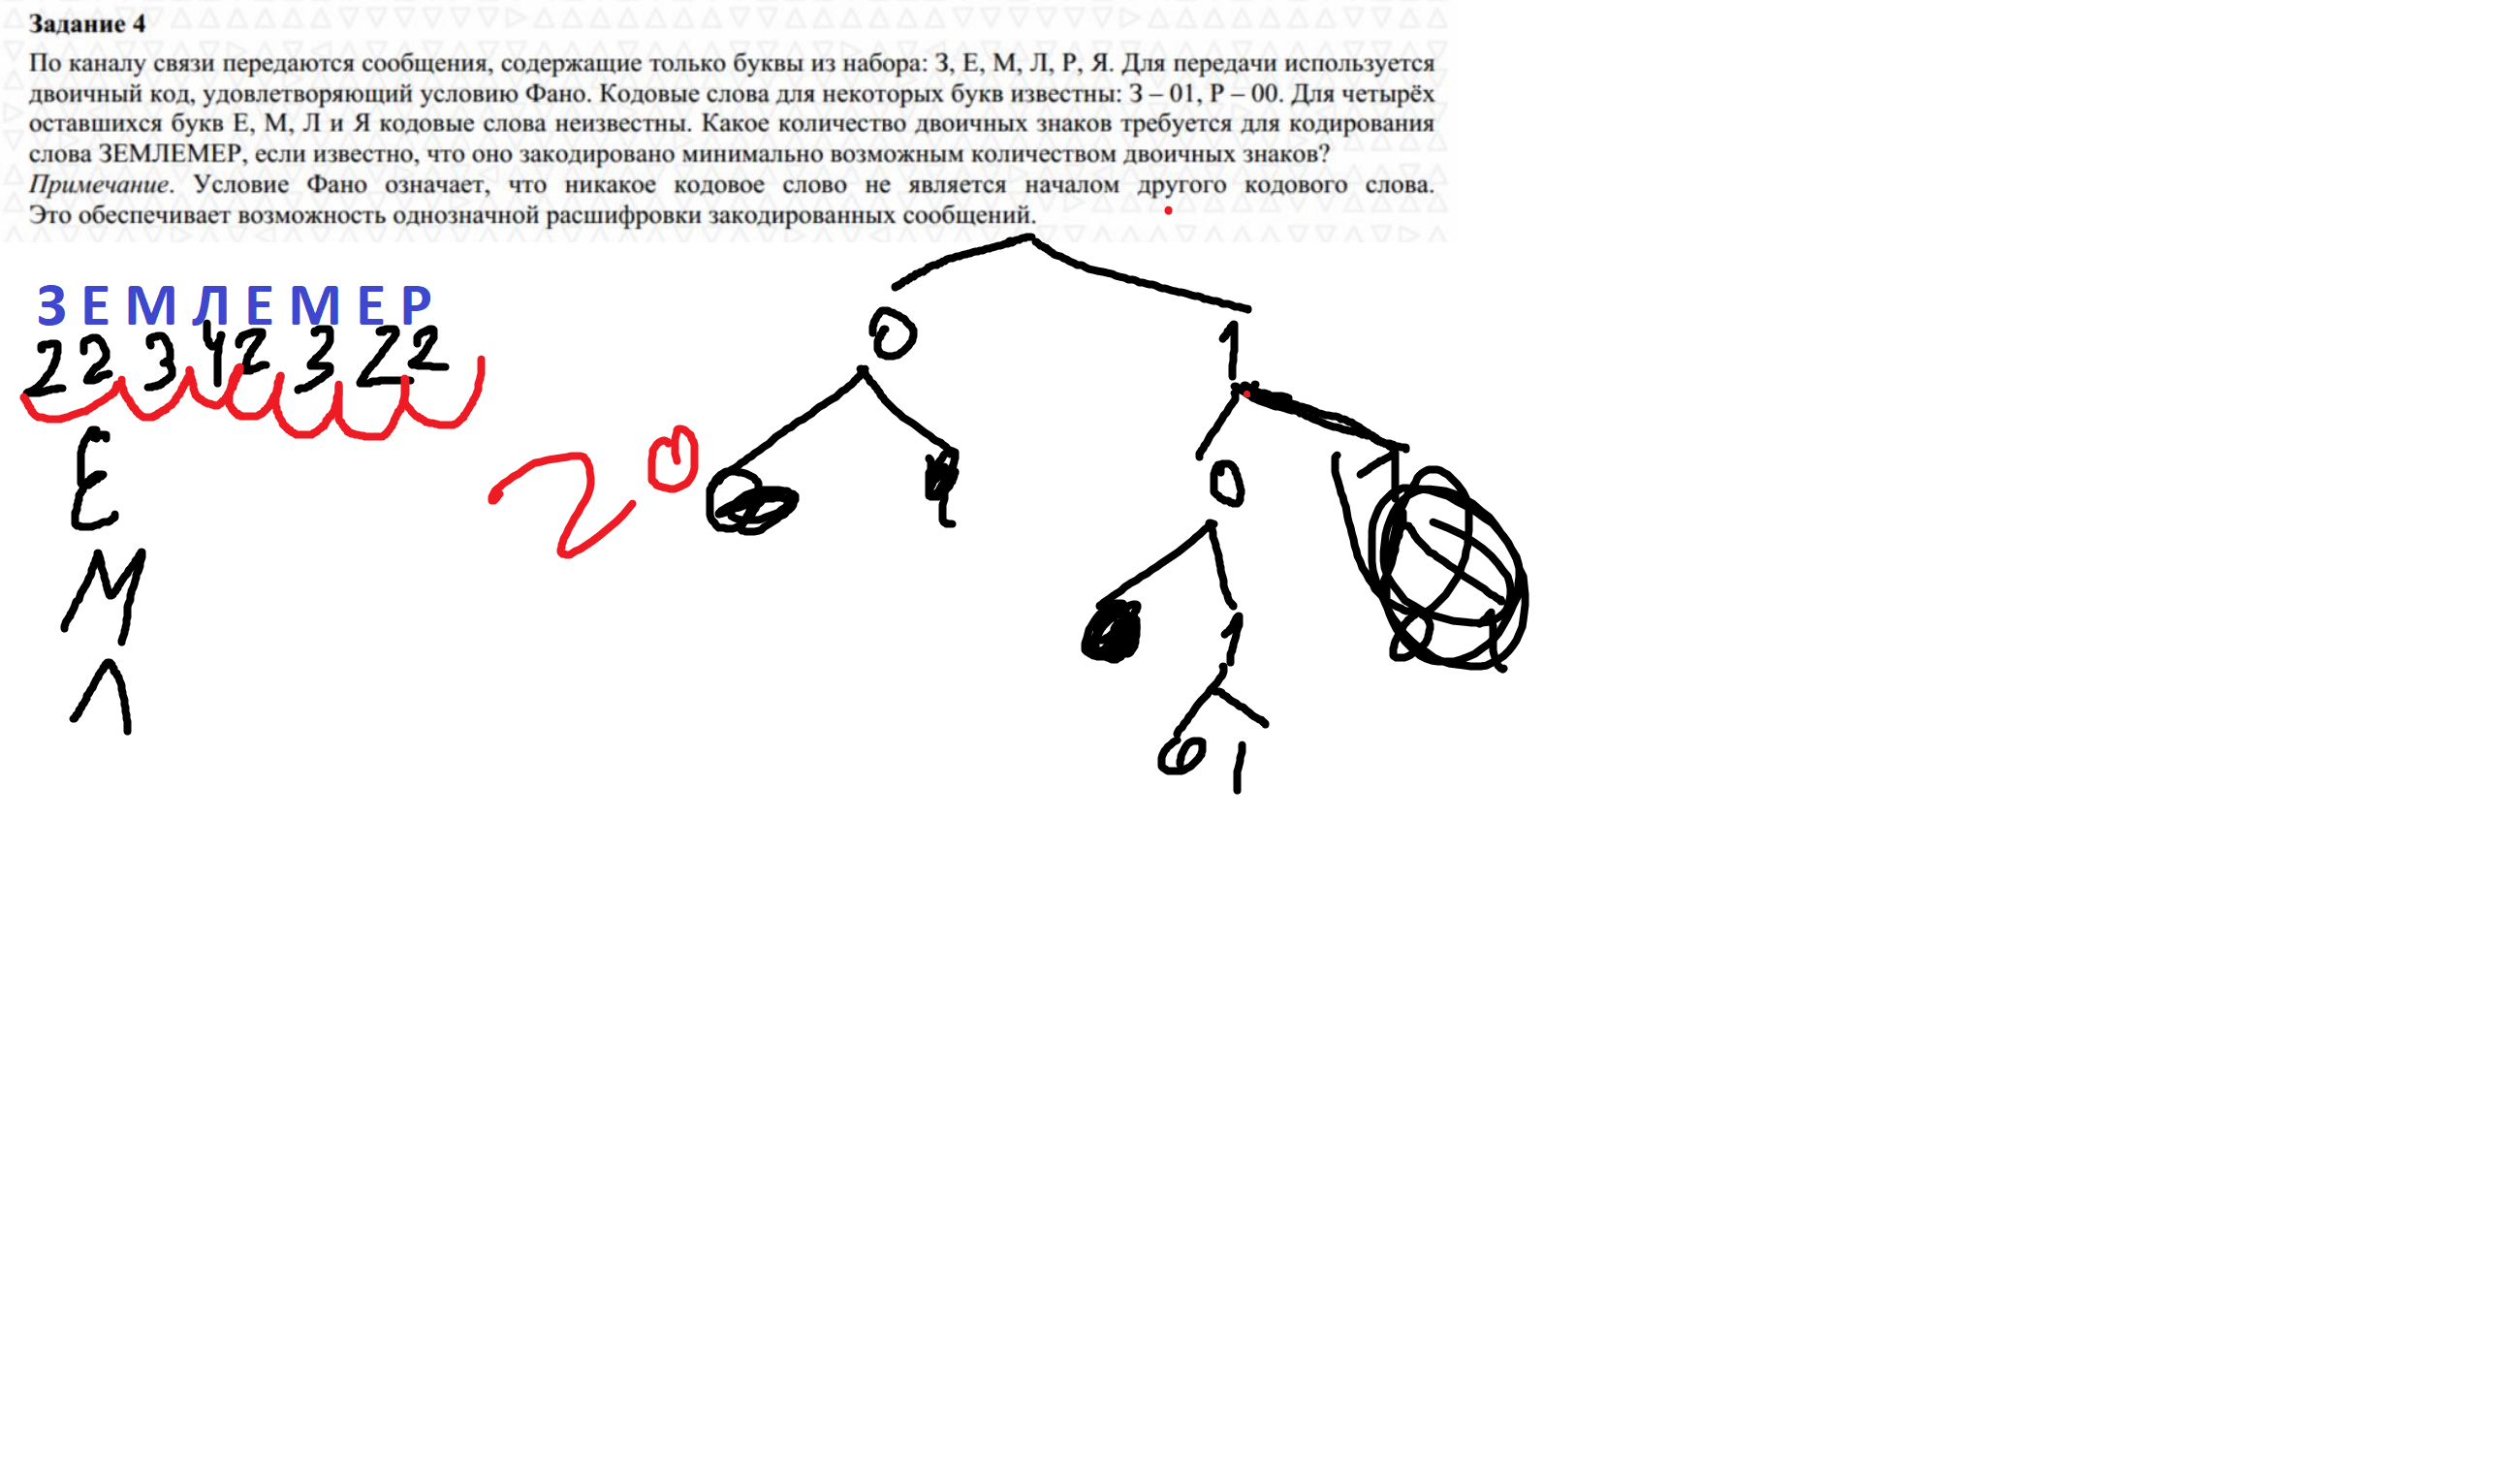 Задание 4
По каналу связи передаются сообщения, содержащие только буквы из набора: З, Е, М, Л, Р, Я. Для передачи используется
двоичный код, удовлетворяющий условию Фано. Кодовые слова для некоторых букв известны: З – 01, Р – 00. Для четырёх
оставшихся букв Е, М, Л и Я кодовые слова неизвестны. Какое количество двоичных знаков требуется для кодирования
слова ЗЕМЛЕМЕР, если известно, что оно закодировано минимально возможным количеством двоичных знаков?
Примечание. Условие Фано означает, что никакое кодовое слово не является началом другого кодового слова.
Это обеспечивает возможность однозначной расшифровки закодированных сообщений.
З Е М Л Е М Е Р
2 2 3 4 2 3 2 2
0 1
Е
20
0
М
1
Л
0 1